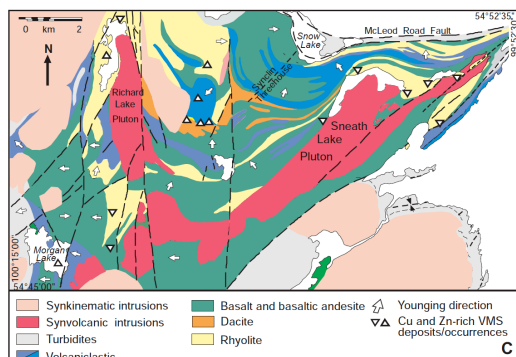 54°52'35"
0 2
km
N
Snow
Lake
McLeod Road Fault
Threehouse
Synclin
Richard
Lake
Pluton
Sneath
Lake
Pluton
Morgan
Lake
-100°15'00"
54°45'00"
Synkinematic intrusions
Synvolcanic intrusions
Turbidites
Volcaniclastic
Basalt and basaltic andesite
Dacite
Rhyolite
Younging direction
Cu and Zn-rich VMS
deposits/occurrences
C